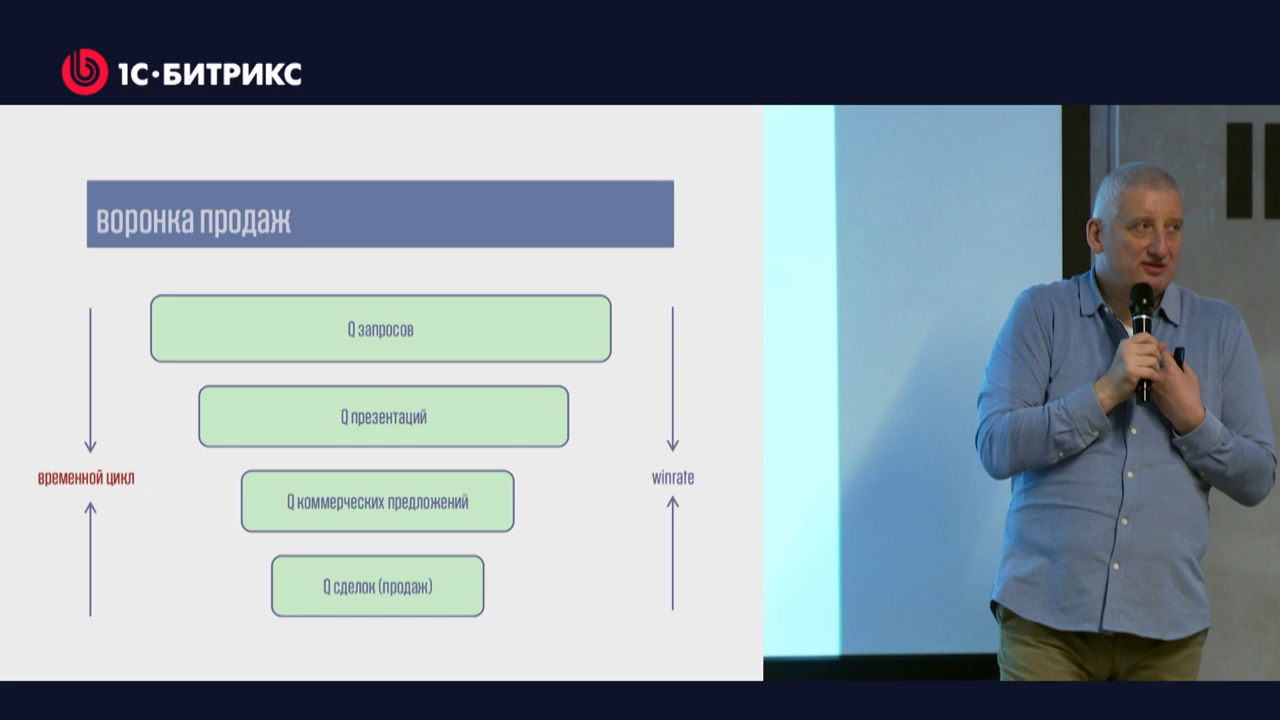 1С•БИТРИКС
воронка продаж
Q запросов
Q презентаций
временной цикл
winrate
Q коммерческих предложений
Q сделок (продаж)